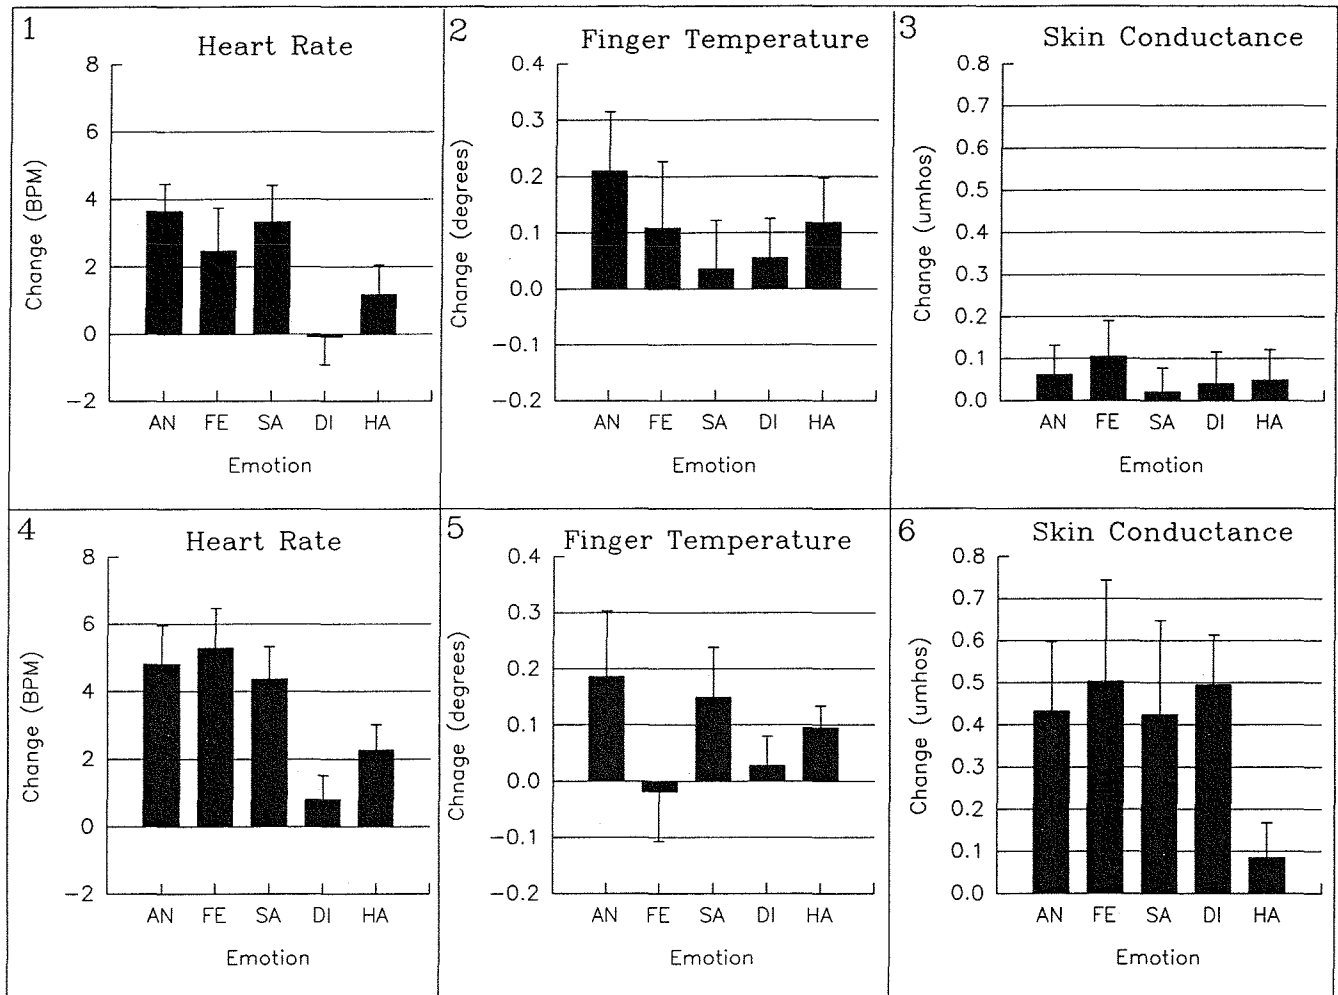 1
Heart Rate
8
6
4
2
0
−2
Change (BPM)
AN FE SA DI HA
Emotion
2
Finger Temperature
0.4
0.3
0.2
0.1
0.0
−0.1
−0.2
Change (degrees)
AN FE SA DI HA
Emotion
3
Skin Conductance
0.8
0.7
0.6
0.5
0.4
0.3
0.2
0.1
0.0
Change (umhos)
AN FE SA DI HA
Emotion
4
Heart Rate
8
6
4
2
0
−2
Change (BPM)
AN FE SA DI HA
Emotion
5
Finger Temperature
0.4
0.3
0.2
0.1
0.0
−0.1
−0.2
Chnage (degrees)
AN FE SA DI HA
Emotion
6
Skin Conductance
0.8
0.7
0.6
0.5
0.4
0.3
0.2
0.1
0.0
Change (umhos)
AN FE SA DI HA
Emotion